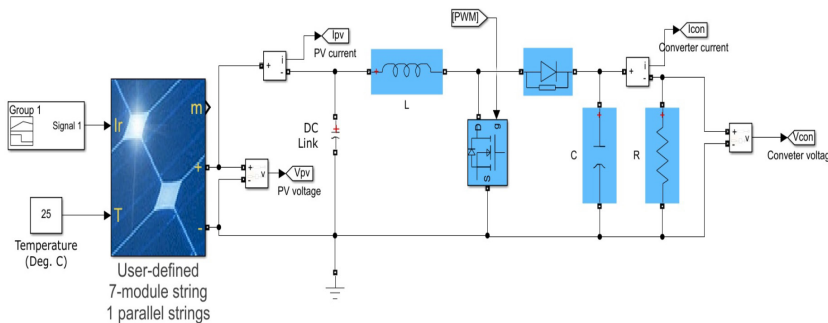 Group 1
Signal 1
25
Temperature
(Deg. C)
Ir
T
m
+
-
User-defined
7-module string
1 parallel strings
+
-
v
Vpv
PV voltage
+
-
i
Ipv
PV current
DC
Link
+
+
L
[PWM]
D
g
S
+
C
+
R
+
-
i
Icon
Converter current
+
-
v
Vcon
Conveter voltage